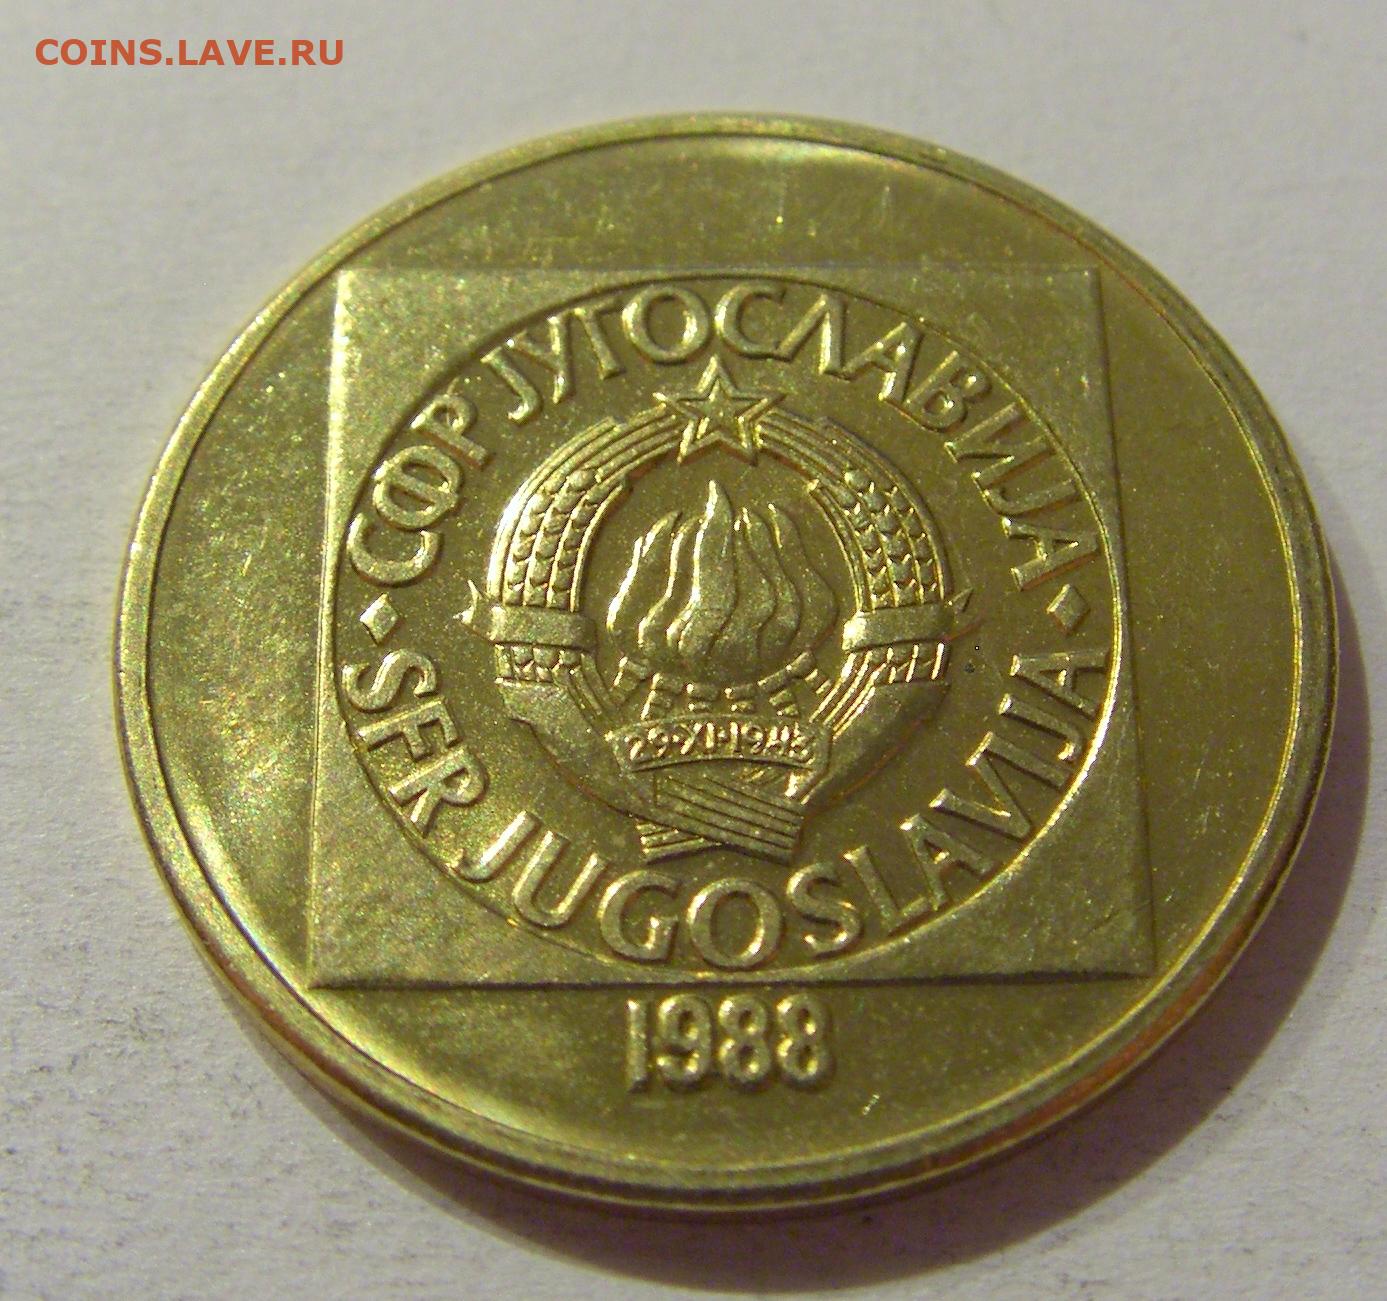 COINS.LAVE.RU
СФР ЈУГОСЛАВИЈА
29·XI·1943
SFR JUGOSLAVIJA
1988